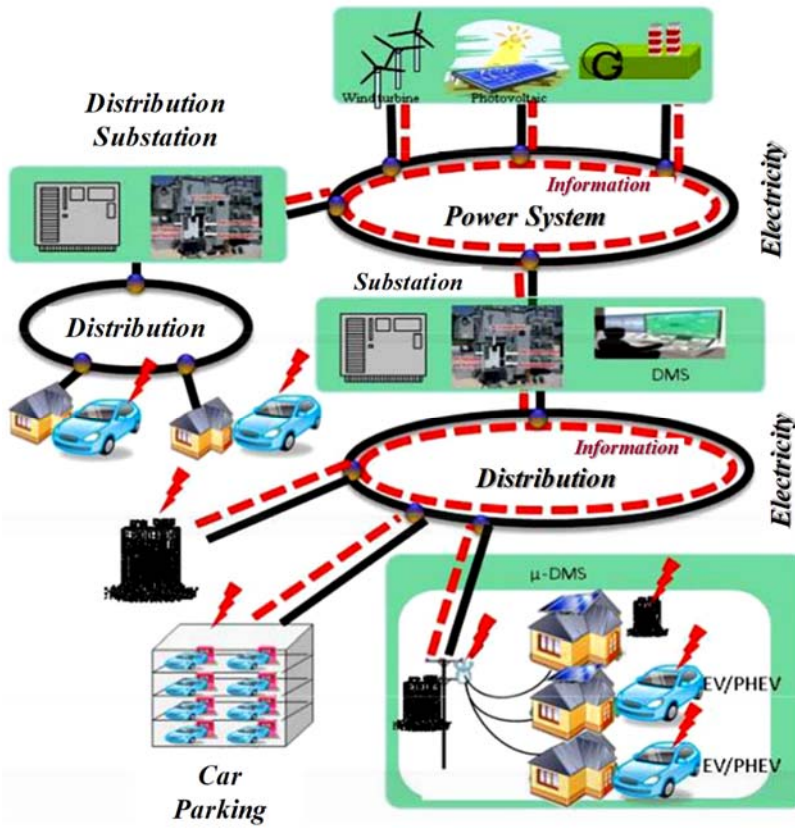 Wind turbine
Photovoltaic
G
Distribution
Substation
Electricity
Information
Power System
Substation
Distribution
DMS
Information
Distribution
Electricity
μ-DMS
EV/PHEV
EV/PHEV
Car
Parking